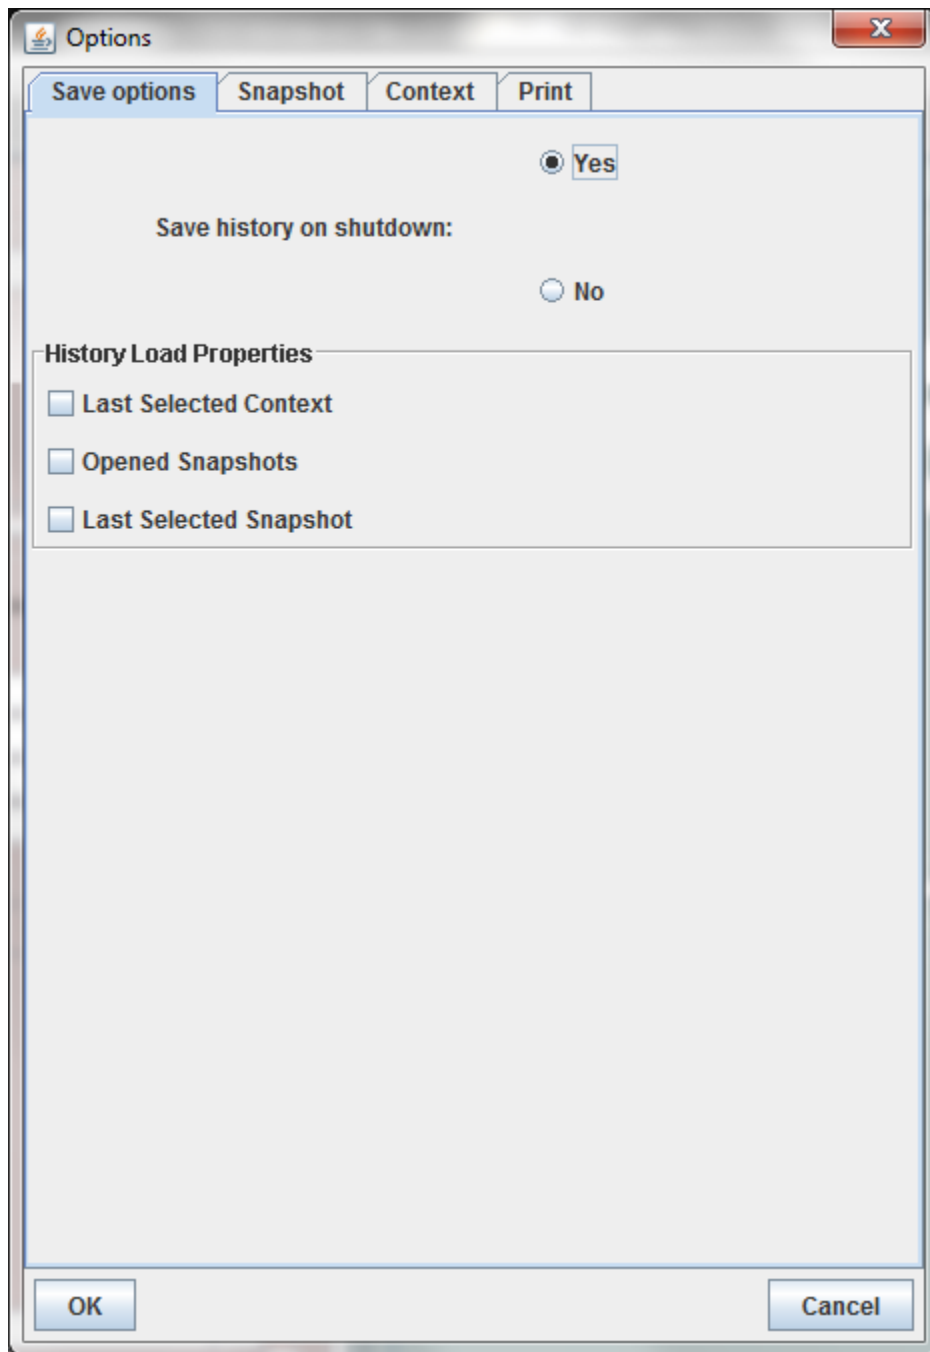 Options
Save options Snapshot Context Print
Yes
Save history on shutdown:
No
History Load Properties
Last Selected Context
Opened Snapshots
Last Selected Snapshot
OK Cancel